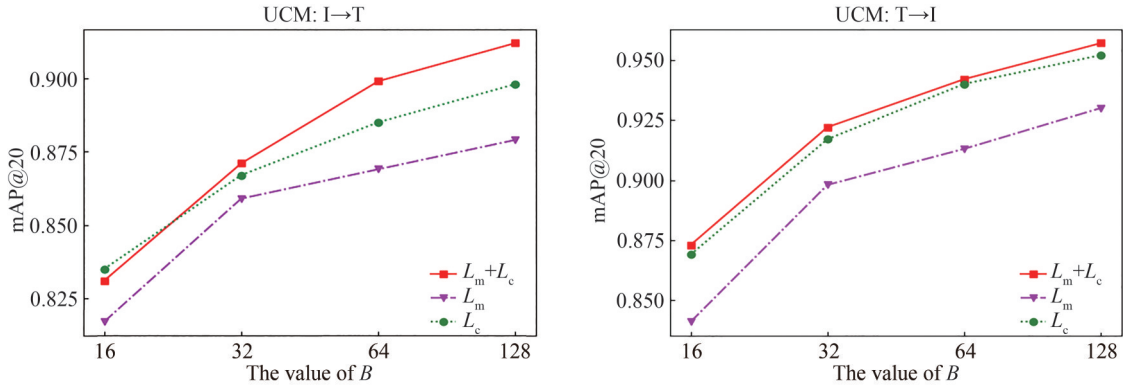 UCM: I→T
mAP@20
0.900
0.875
0.850
0.825
16 32 64 128
The value of B
Lm+Lc
Lm
Lc
UCM: T→I
mAP@20
0.950
0.925
0.900
0.875
0.850
16 32 64 128
The value of B
Lm+Lc
Lm
Lc